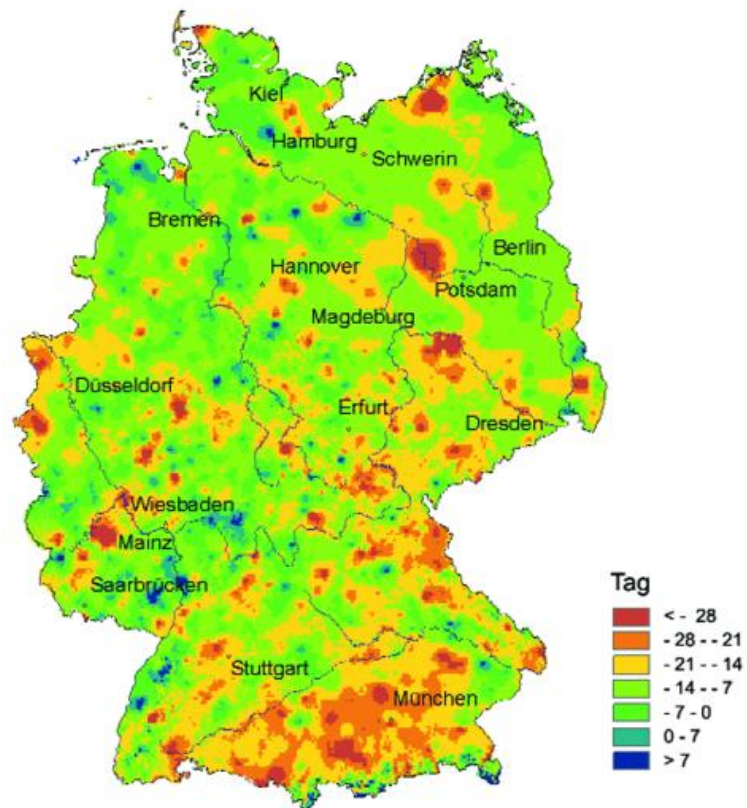 Kiel
Hamburg
Schwerin
Bremen
Berlin
Hannover
Potsdam
Magdeburg
Düsseldorf
Erfurt
Dresden
Wiesbaden
Mainz
Saarbrücken
Stuttgart
München
Tag
< - 28
- 28 - - 21
- 21 - - 14
- 14 - - 7
- 7 - 0
0 - 7
> 7